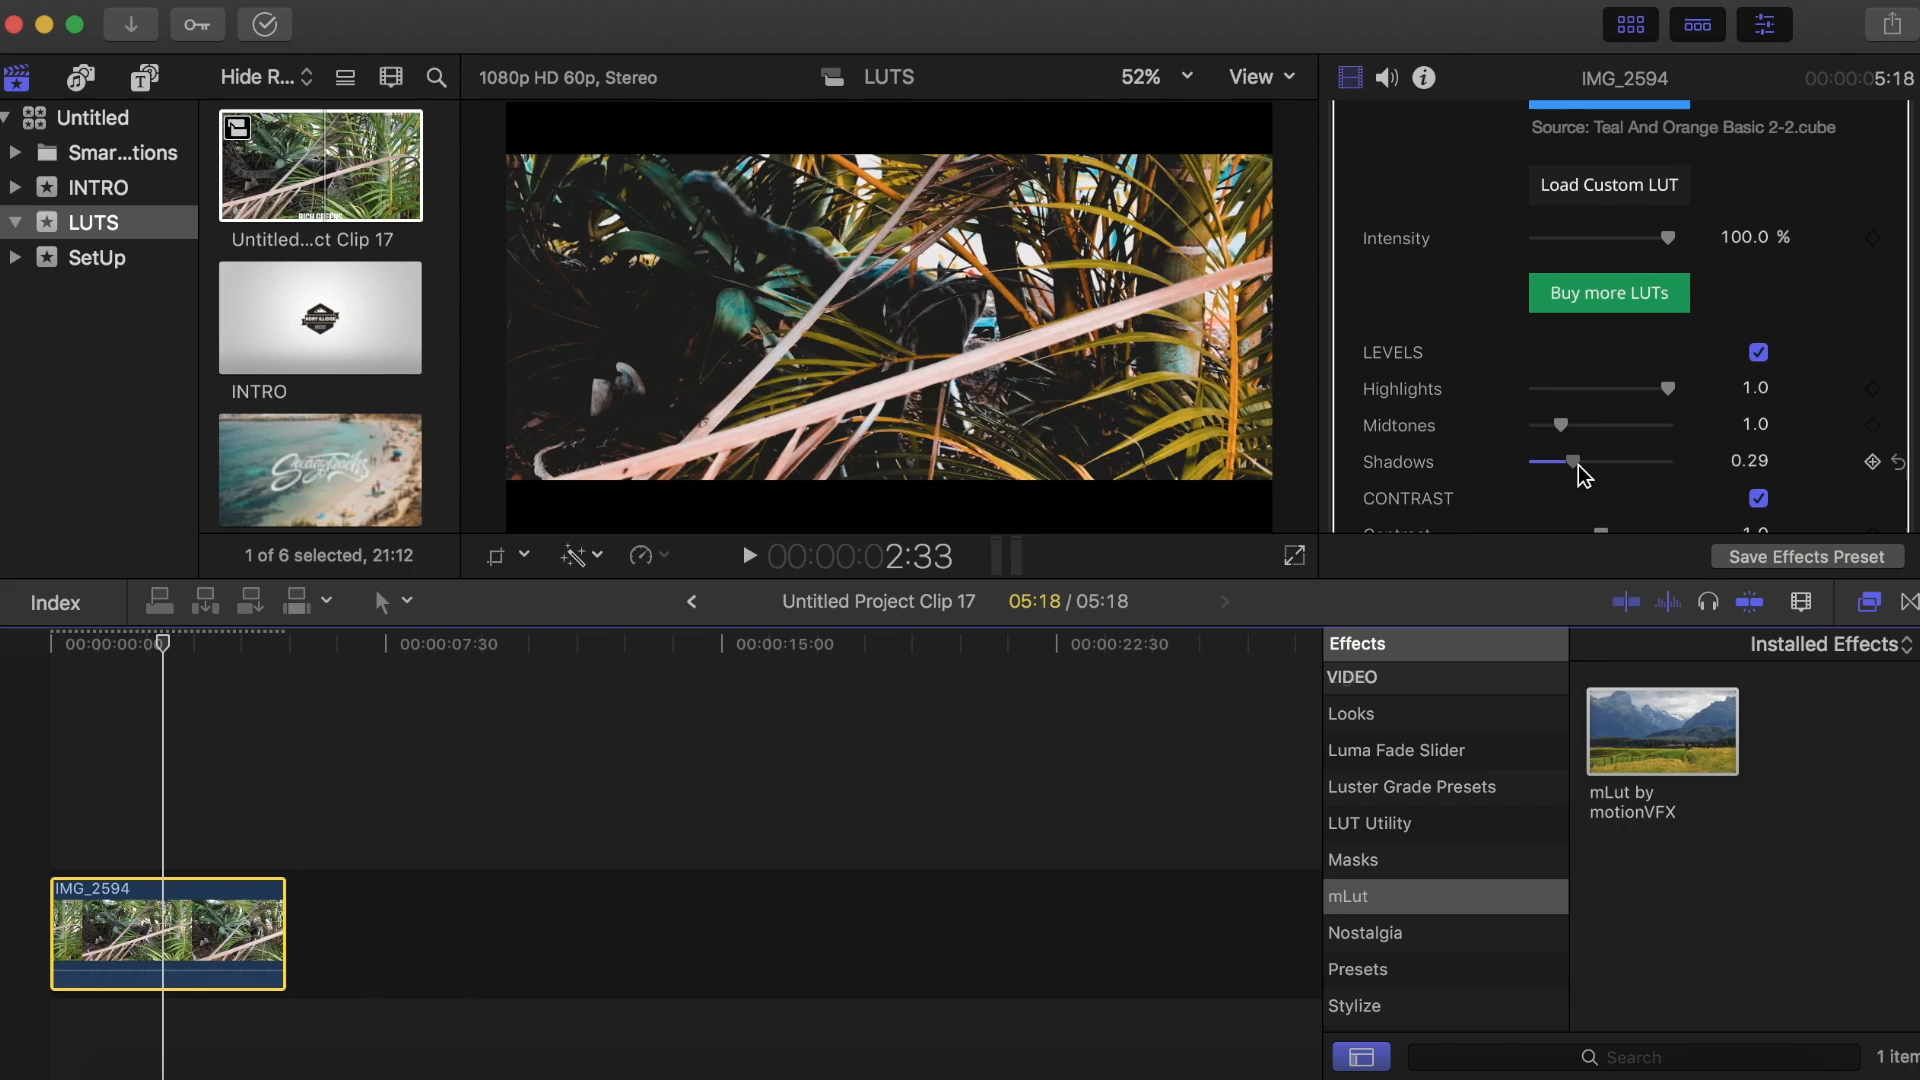 Hide R...
1080p HD 60p, Stereo
LUTS
52%
View
IMG_2594
00:00:05:18
Untitled
Smar...tions
INTRO
LUTS
SetUp
RICH GREENS
Untitled...ct Clip 17
INTRO
1 of 6 selected, 21:12
Source: Teal And Orange Basic 2-2.cube
Load Custom LUT
Intensity
100.0 %
Buy more LUTs
LEVELS
Highlights
1.0
Midtones
1.0
Shadows
0.29
CONTRAST
Contrast
1.0
00:00:02:33
Save Effects Preset
Index
Untitled Project Clip 17
05:18 / 05:18
00:00:00:00
00:00:07:30
00:00:15:00
00:00:22:30
IMG_2594
Effects
Installed Effects
VIDEO
Looks
Luma Fade Slider
Luster Grade Presets
LUT Utility
Masks
mLut
Nostalgia
Presets
Stylize
mLut by
motionVFX
Search
1 item